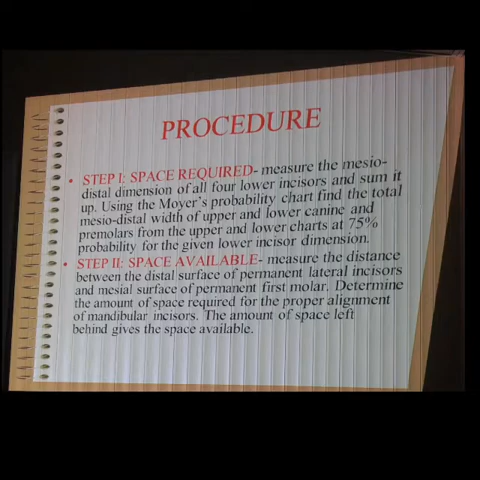 PROCEDURE
• STEP I: SPACE REQUIRED- measure the mesio-
distal dimension of all four lower incisors and sum it
up. Using the Moyer's probability chart find the total
mesio-distal width of upper and lower canine and
premolars from the upper and lower charts at 75%
probability for the given lower incisor dimension.
• STEP II: SPACE AVAILABLE- measure the distance
between the distal surface of permanent lateral incisors
and mesial surface of permanent first molar. Determine
the amount of space required for the proper alignment
of mandibular incisors. The amount of space left
behind gives the space available.